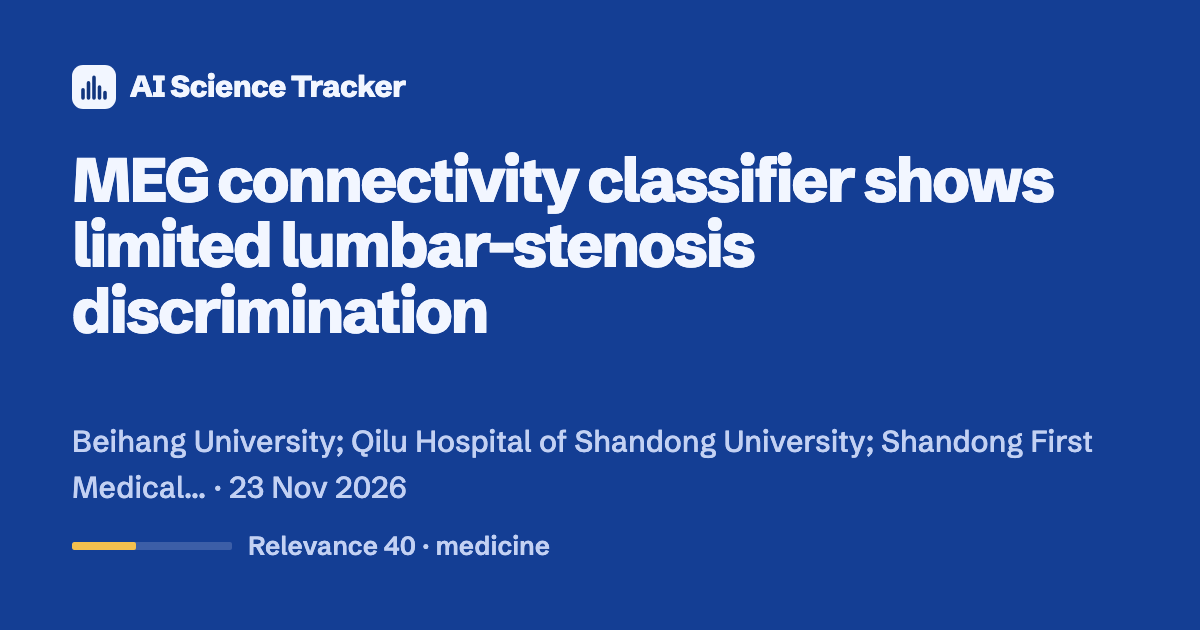 AI Science Tracker
MEG connectivity classifier shows
limited lumbar-stenosis
discrimination
Beihang University; Qilu Hospital of Shandong University; Shandong First
Medical... · 23 Nov 2026
Relevance 40 · medicine